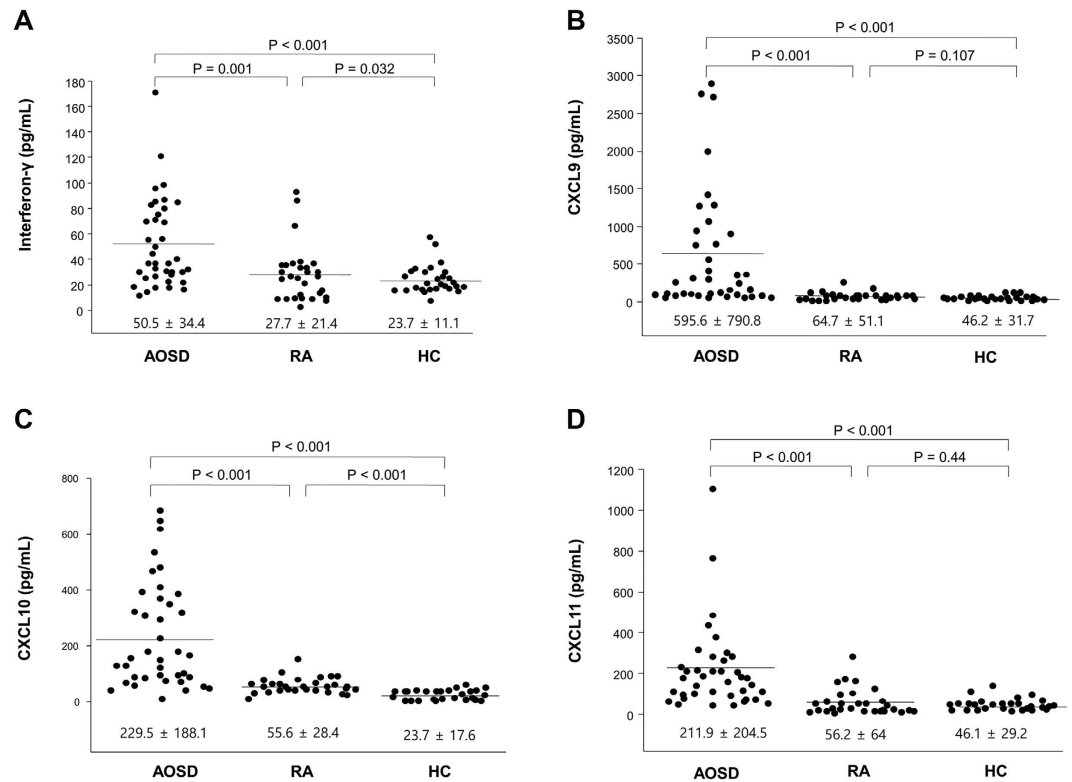 A
P < 0.001
P = 0.001
P = 0.032
Interferon-γ (pg/mL)
180
160
140
120
100
80
60
40
20
0
50.5 ± 34.4
27.7 ± 21.4
23.7 ± 11.1
AOSD
RA
HC
B
P < 0.001
P < 0.001
P = 0.107
CXCL9 (pg/mL)
3500
3000
2500
2000
1500
1000
500
0
595.6 ± 790.8
64.7 ± 51.1
46.2 ± 31.7
AOSD
RA
HC
C
P < 0.001
P < 0.001
P < 0.001
CXCL10 (pg/mL)
800
600
400
200
0
229.5 ± 188.1
55.6 ± 28.4
23.7 ± 17.6
AOSD
RA
HC
D
P < 0.001
P < 0.001
P = 0.44
CXCL11 (pg/mL)
1200
1000
800
600
400
200
0
211.9 ± 204.5
56.2 ± 64
46.1 ± 29.2
AOSD
RA
HC